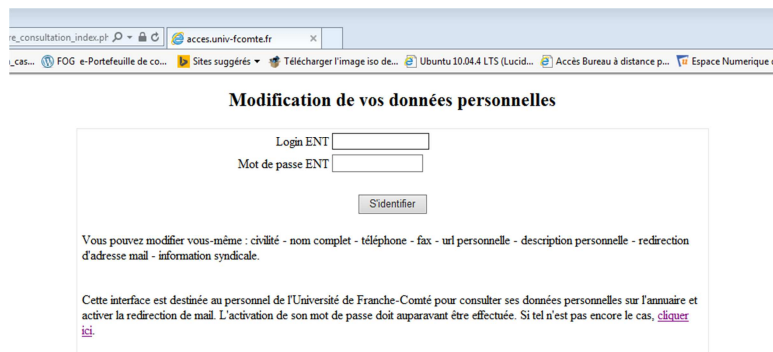 re_consultation_index.ph
acces.univ-fcomte.fr
_cas... FOG e-Portefeuille de co... Sites suggérés Télécharger l'image iso de... Ubuntu 10.04.4 LTS (Lucid... Accès Bureau à distance p... Espace Numerique
Modification de vos données personnelles
Login ENT
Mot de passe ENT
S'identifier
Vous pouvez modifier vous-même : civilité - nom complet - téléphone - fax - url personnelle - description personnelle - redirection
d'adresse mail - information syndicale.
Cette interface est destinée au personnel de l'Université de Franche-Comté pour consulter ses données personnelles sur l'annuaire et
activer la redirection de mail. L'activation de son mot de passe doit auparavant être effectuée. Si tel n'est pas encore le cas, cliquer
ici.